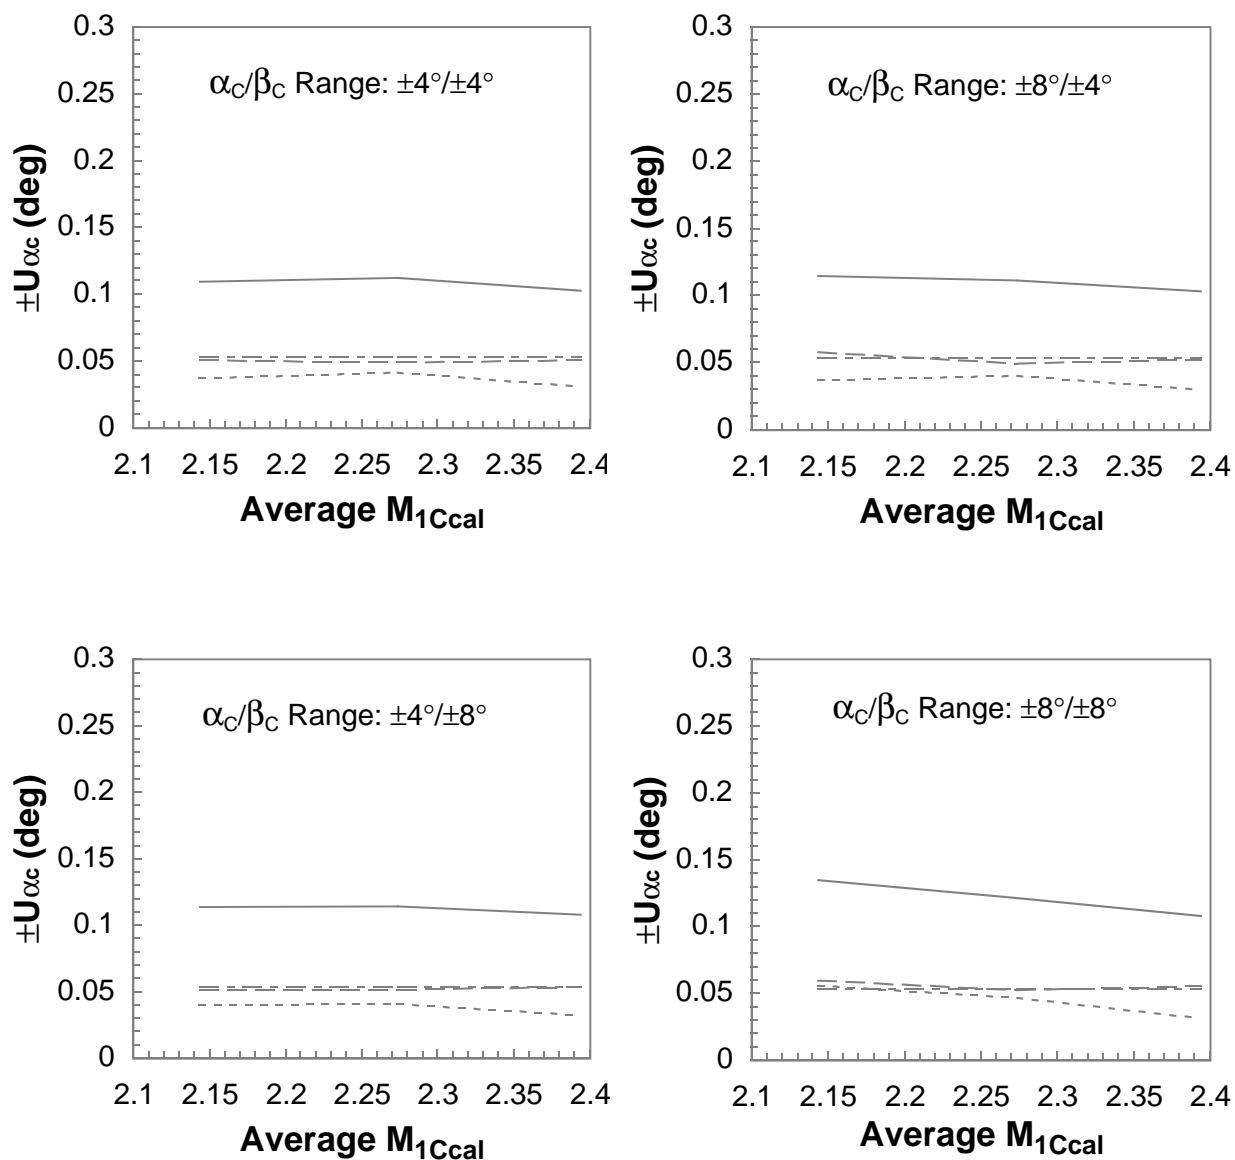 0.3
0.25
0.2
0.15
0.1
0.05
0
±Uαc (deg)
αC/βC Range: ±4°/±4°
2.1 2.15 2.2 2.25 2.3 2.35 2.4
Average M1Ccal
0.3
0.25
0.2
0.15
0.1
0.05
0
±Uαc (deg)
αC/βC Range: ±8°/±4°
2.1 2.15 2.2 2.25 2.3 2.35 2.4
Average M1Ccal
0.3
0.25
0.2
0.15
0.1
0.05
0
±Uαc (deg)
αC/βC Range: ±4°/±8°
2.1 2.15 2.2 2.25 2.3 2.35 2.4
Average M1Ccal
0.3
0.25
0.2
0.15
0.1
0.05
0
±Uαc (deg)
αC/βC Range: ±8°/±8°
2.1 2.15 2.2 2.25 2.3 2.35 2.4
Average M1Ccal